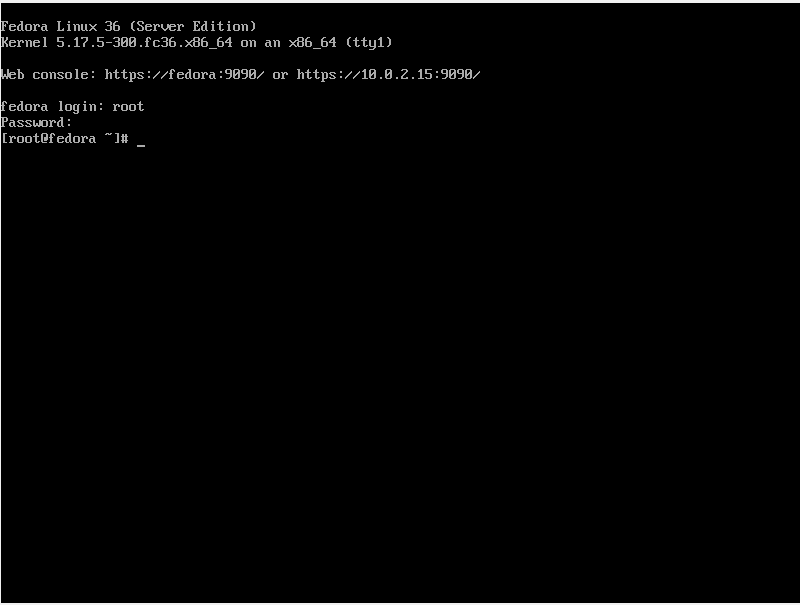 Fedora Linux 36 (Server Edition)
Kernel 5.17.5-300.fc36.x86_64 on an x86_64 (tty1)
Web console: https://fedora:9090/ or https://10.0.2.15:9090/
fedora login: root
Password:
[root@fedora ~]# _